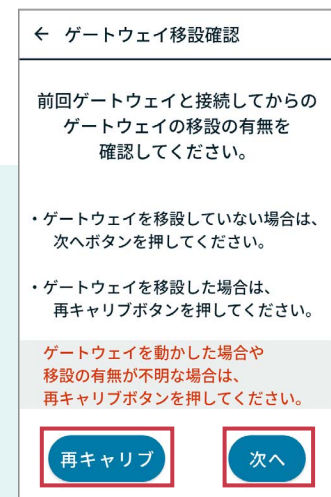 ← ゲートウェイ移設確認
前回ゲートウェイと接続してからの
ゲートウェイの移設の有無を
確認してください。
・ゲートウェイを移設していない場合は、
次へボタンを押してください。
・ゲートウェイを移設した場合は、
再キャリブボタンを押してください。
ゲートウェイを動かした場合や
移設の有無が不明な場合は、
再キャリブボタンを押してください。
再キャリブ 次へ